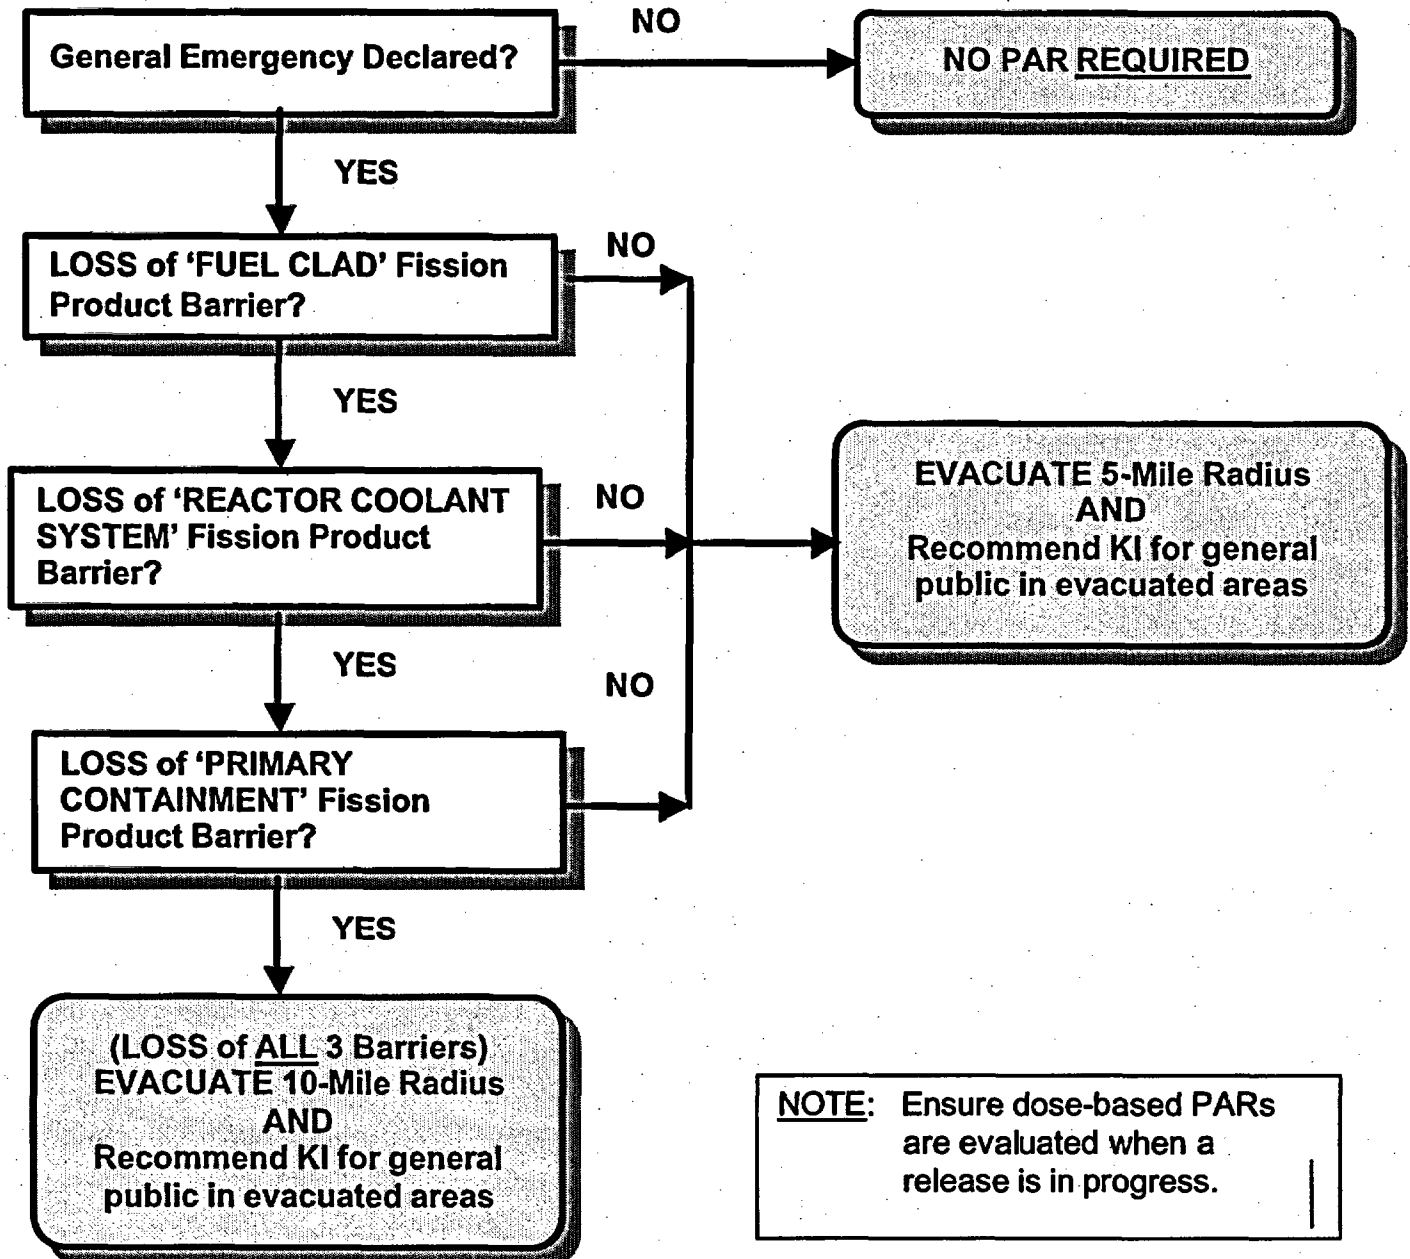 General Emergency Declared?
NO
NO PAR REQUIRED
YES
LOSS of ‘FUEL CLAD’ Fission
Product Barrier?
NO
YES
LOSS of ‘REACTOR COOLANT
SYSTEM’ Fission Product
Barrier?
NO
EVACUATE 5-Mile Radius
AND
Recommend KI for general
public in evacuated areas
YES
NO
LOSS of ‘PRIMARY
CONTAINMENT’ Fission
Product Barrier?
YES
(LOSS of ALL 3 Barriers)
EVACUATE 10-Mile Radius
AND
Recommend KI for general
public in evacuated areas
NOTE: Ensure dose-based PARs
are evaluated when a
release is in progress.